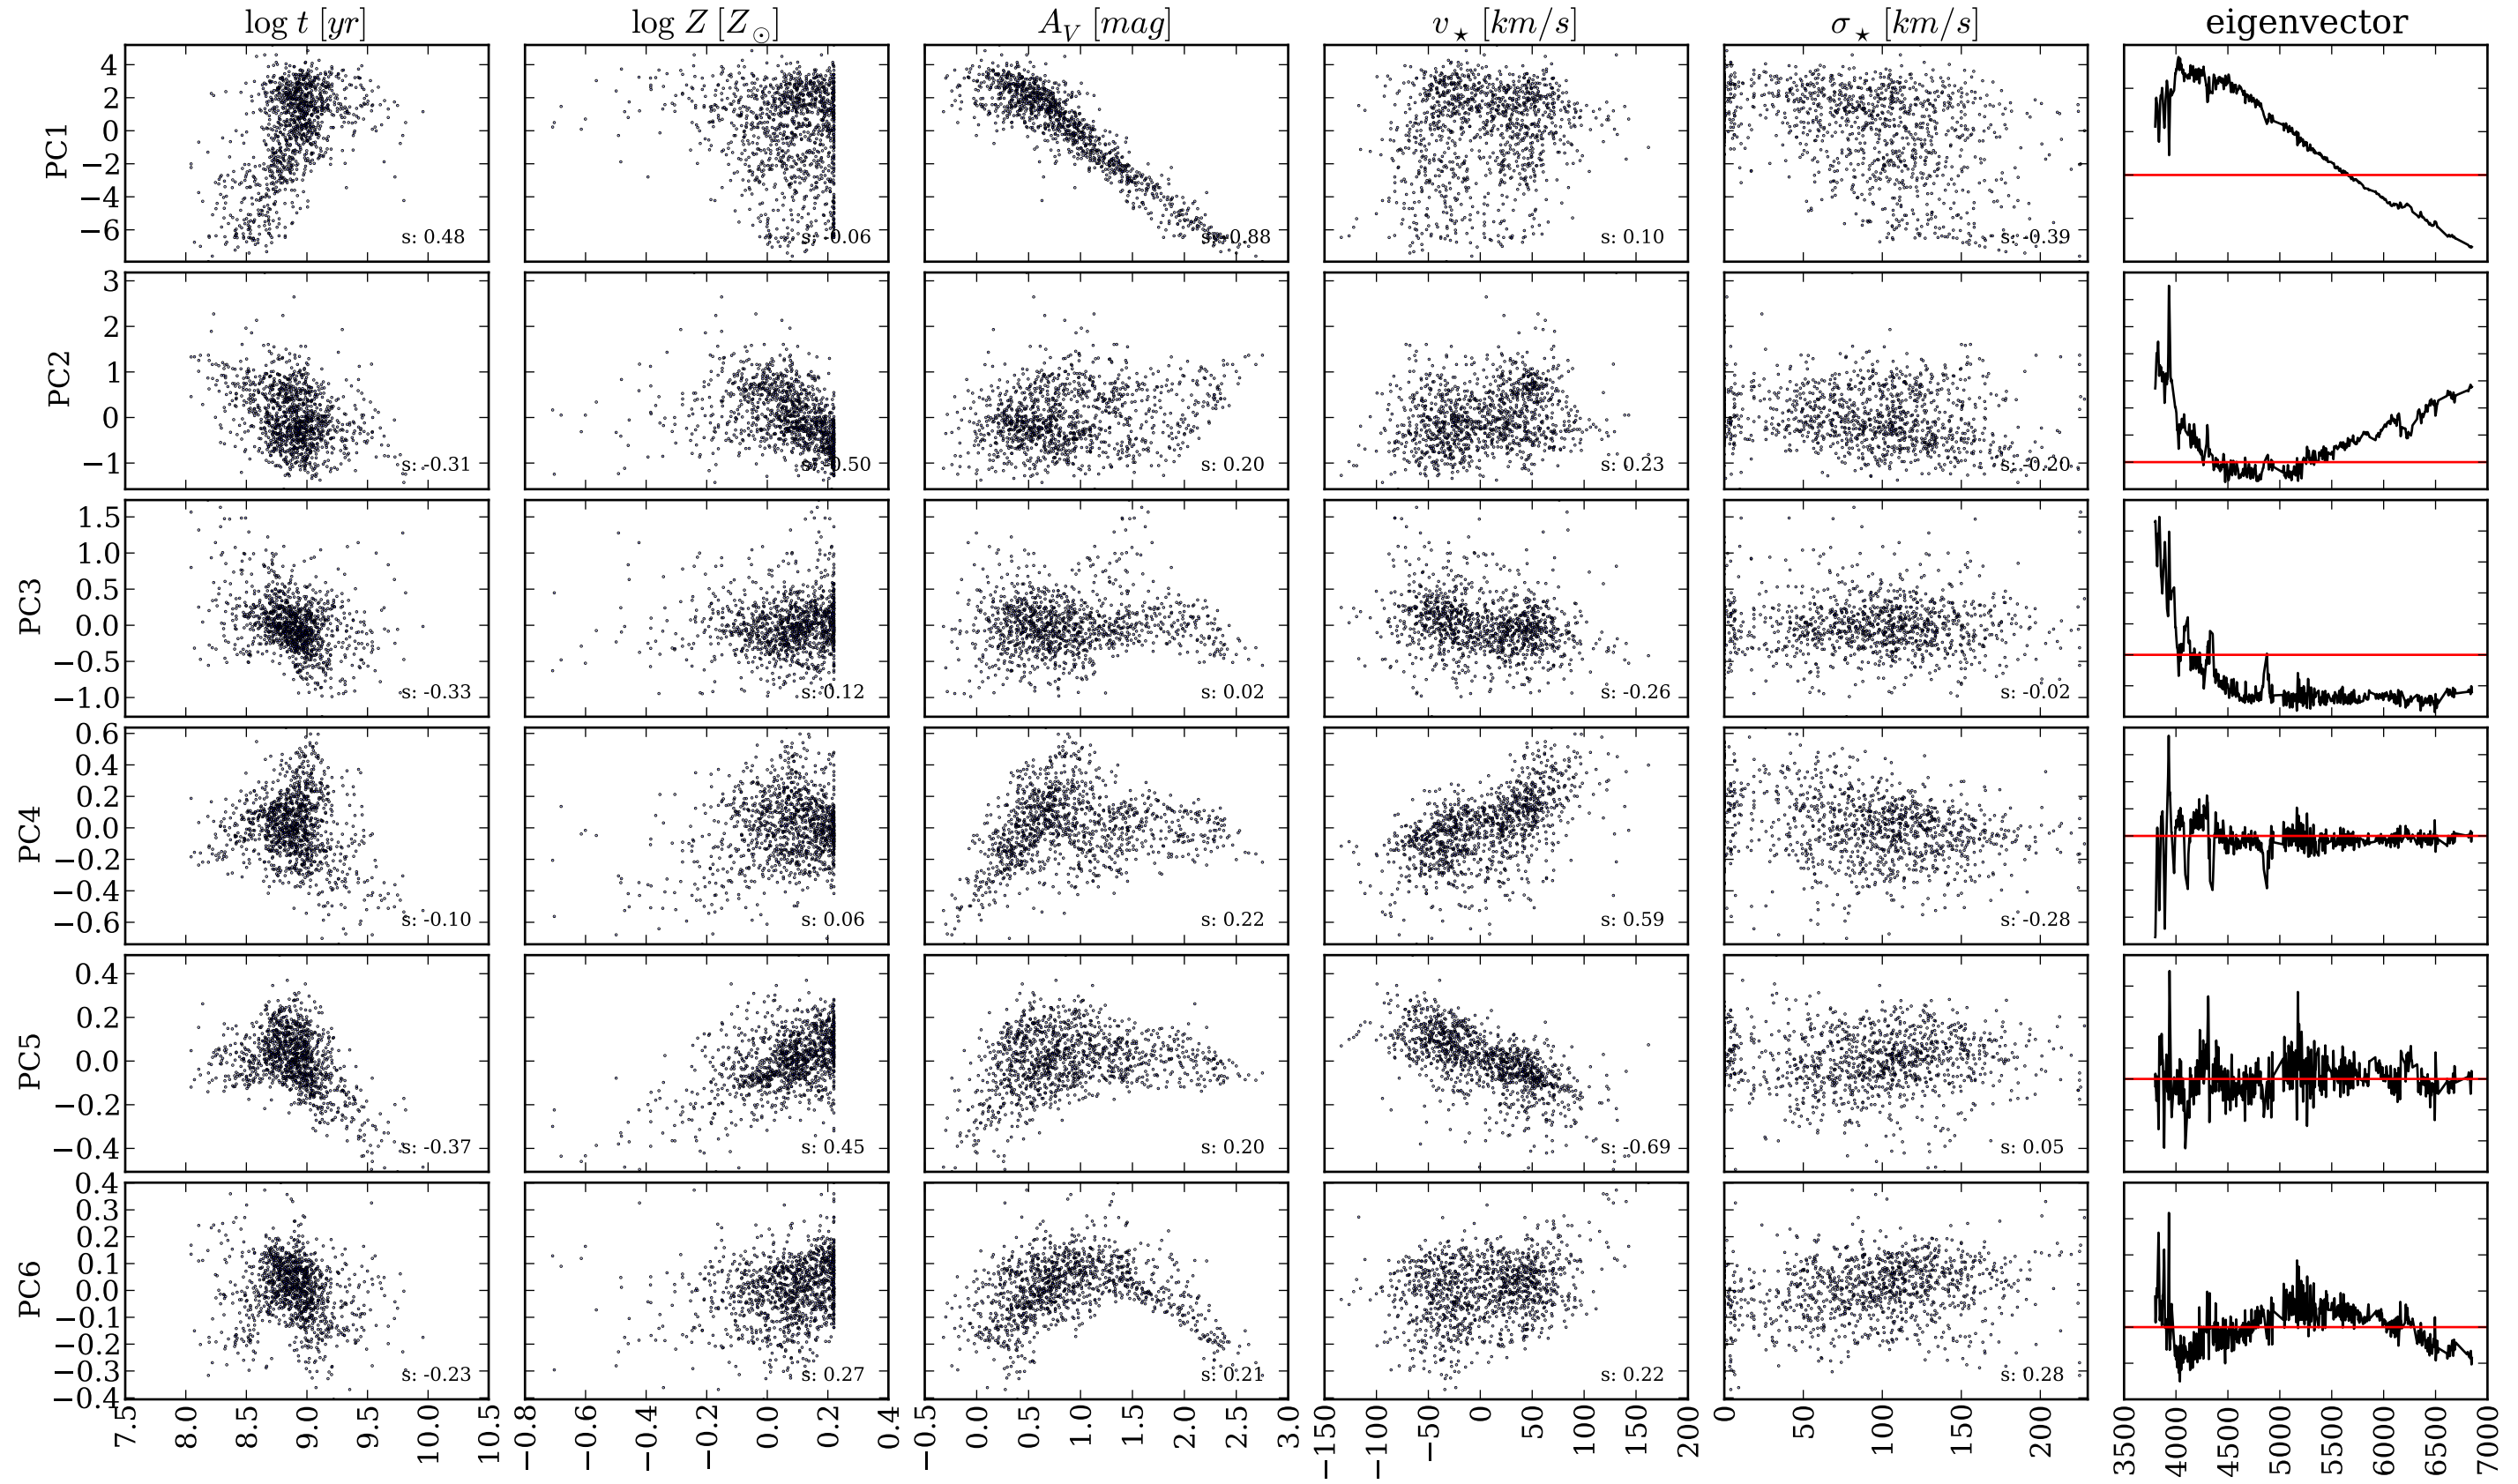 log t [yr] log Z [Z⊙] A_V [mag] v⋆ [km/s] σ⋆ [km/s] eigenvector
PC1
4
2
0
−2
−4
−6
s: 0.48 s: -0.06 s: -0.88 s: 0.10 s: -0.39
PC2
3
2
1
0
−1
s: -0.31 s: -0.50 s: 0.20 s: 0.23 s: -0.20
PC3
1.5
1.0
0.5
0.0
−0.5
−1.0
s: -0.33 s: 0.12 s: 0.02 s: -0.26 s: -0.02
PC4
0.6
0.4
0.2
0.0
−0.2
−0.4
−0.6
s: -0.10 s: 0.06 s: 0.22 s: 0.59 s: -0.28
PC5
0.4
0.2
0.0
−0.2
−0.4
s: -0.37 s: 0.45 s: 0.20 s: -0.69 s: 0.05
PC6
0.4
0.3
0.2
0.1
0.0
−0.1
−0.2
−0.3
−0.4
s: -0.23 s: 0.27 s: 0.21 s: 0.22 s: 0.28
7.5 8.0 8.5 9.0 9.5 10.0 10.5
−0.8 −0.6 −0.4 −0.2 0.0 0.2 0.4
−0.5 0.0 0.5 1.0 1.5 2.0 2.5 3.0
−150 −100 −50 0 50 100 150 200
0 50 100 150 200
3500 4000 4500 5000 5500 6000 6500 7000